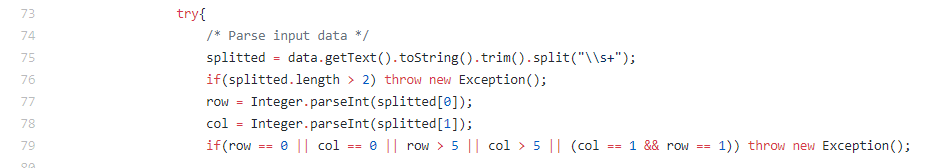 73 try{
74 /* Parse input data */
75 splitted = data.getText().toString().trim().split("\\s+");
76 if(splitted.length > 2) throw new Exception();
77 row = Integer.parseInt(splitted[0]);
78 col = Integer.parseInt(splitted[1]);
79 if(row == 0 || col == 0 || row > 5 || col > 5 || (col == 1 && row == 1)) throw new Exception();